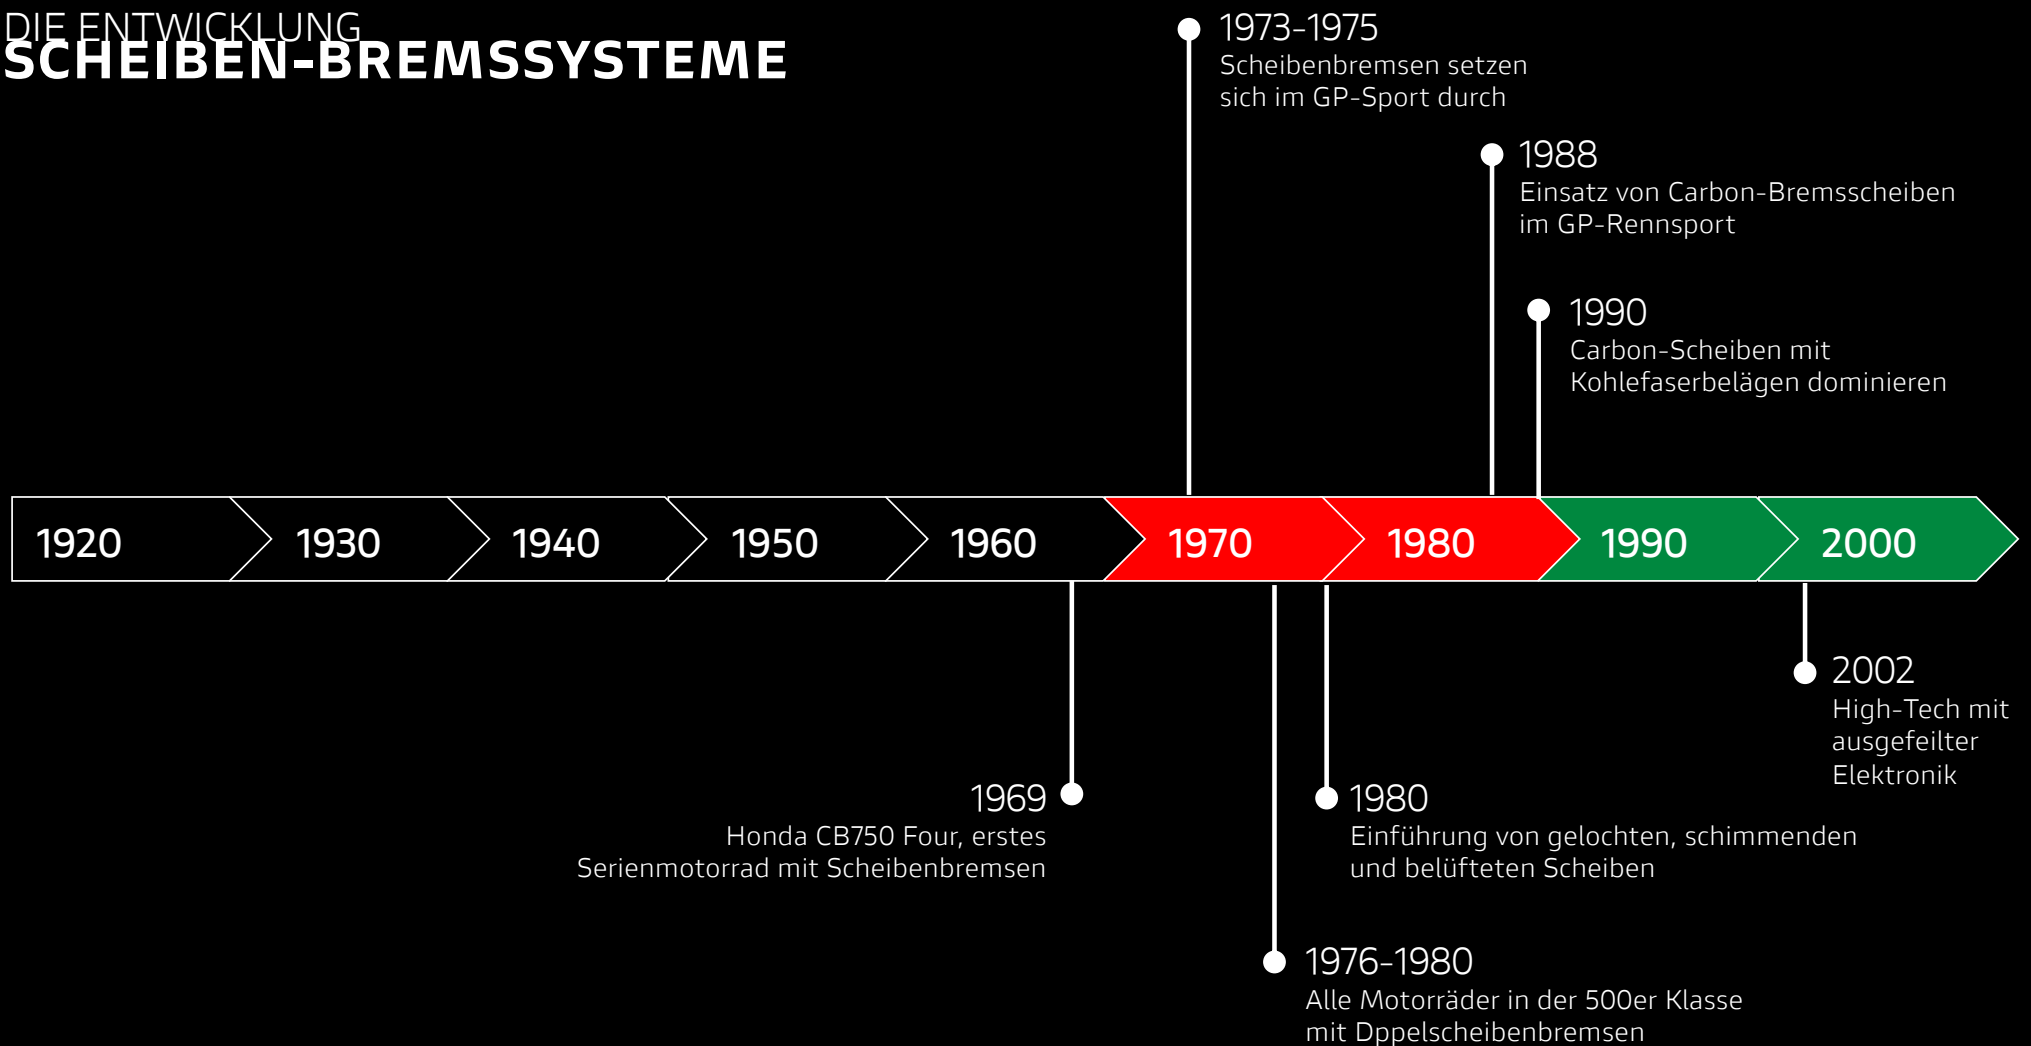 DIE ENTWICKLUNG
SCHEIBEN-BREMSSYSTEME
1973-1975
Scheibenbremsen setzen
sich im GP-Sport durch
1988
Einsatz von Carbon-Bremsscheiben
im GP-Rennsport
1990
Carbon-Scheiben mit
Kohlefaserbelägen dominieren
1920 1930 1940 1950 1960 1970 1980 1990 2000
1969
Honda CB750 Four, erstes
Serienmotorrad mit Scheibenbremsen
1980
Einführung von gelochten, schimmenden
und belüfteten Scheiben
2002
High-Tech mit
ausgefeilter
Elektronik
1976-1980
Alle Motorräder in der 500er Klasse
mit Dppelscheibenbremsen